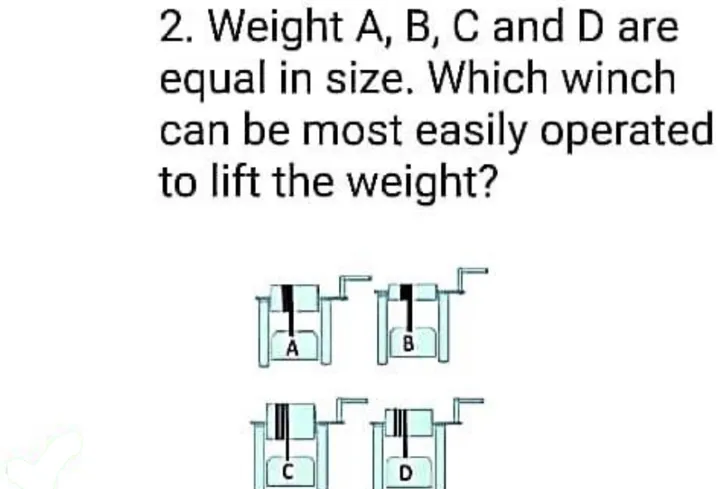 2. Weight A, B, C and D are
equal in size. Which winch
can be most easily operated
to lift the weight?
A
B
C
D